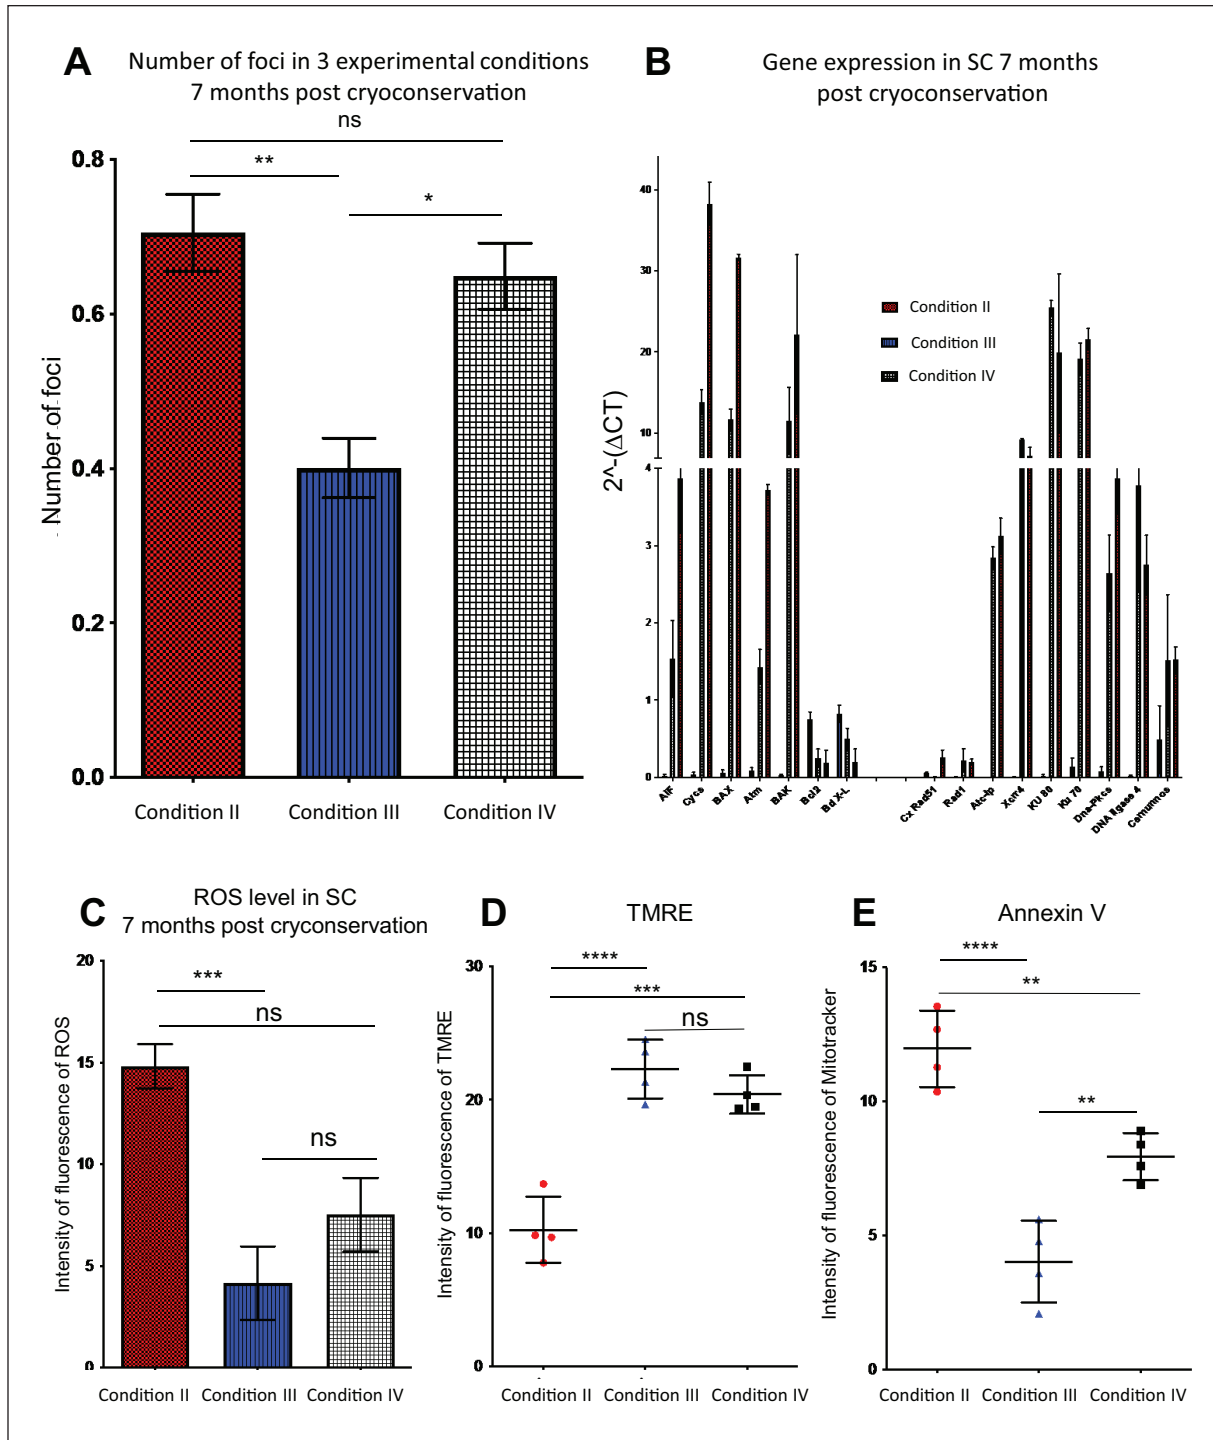 A
Number of foci in 3 experimental conditions
7 months post cryoconservation
ns
**
*
0.8
0.6
0.4
0.2
0.0
Number of foci
Condition II
Condition III
Condition IV
B
Gene expression in SC 7 months
post cryoconservation
40
30
20
10
4
3
2
1
0
2^-(ΔCT)
Condition II
Condition III
Condition IV
AIF
Cycs
BAX
Atm
BAK
Bcl2
Bd X-L
Cx Rad51
Rad1
Alc-Ip
Xcrr4
KU 80
Ku 70
Dna-Pkcs
DNA ligase 4
Cernunnos
C
ROS level in SC
7 months post cryconservation
20
15
10
5
0
***
ns
ns
Intensity of fluorescence of ROS
Condition II
Condition III
Condition IV
D
TMRE
30
20
10
0
****
***
ns
Intensity of fluorescence of TMRE
Condition II
Condition III
Condition IV
E
Annexin V
15
10
5
0
****
**
**
Intensity of fluorescence of Mitotracker
Condition II
Condition III
Condition IV